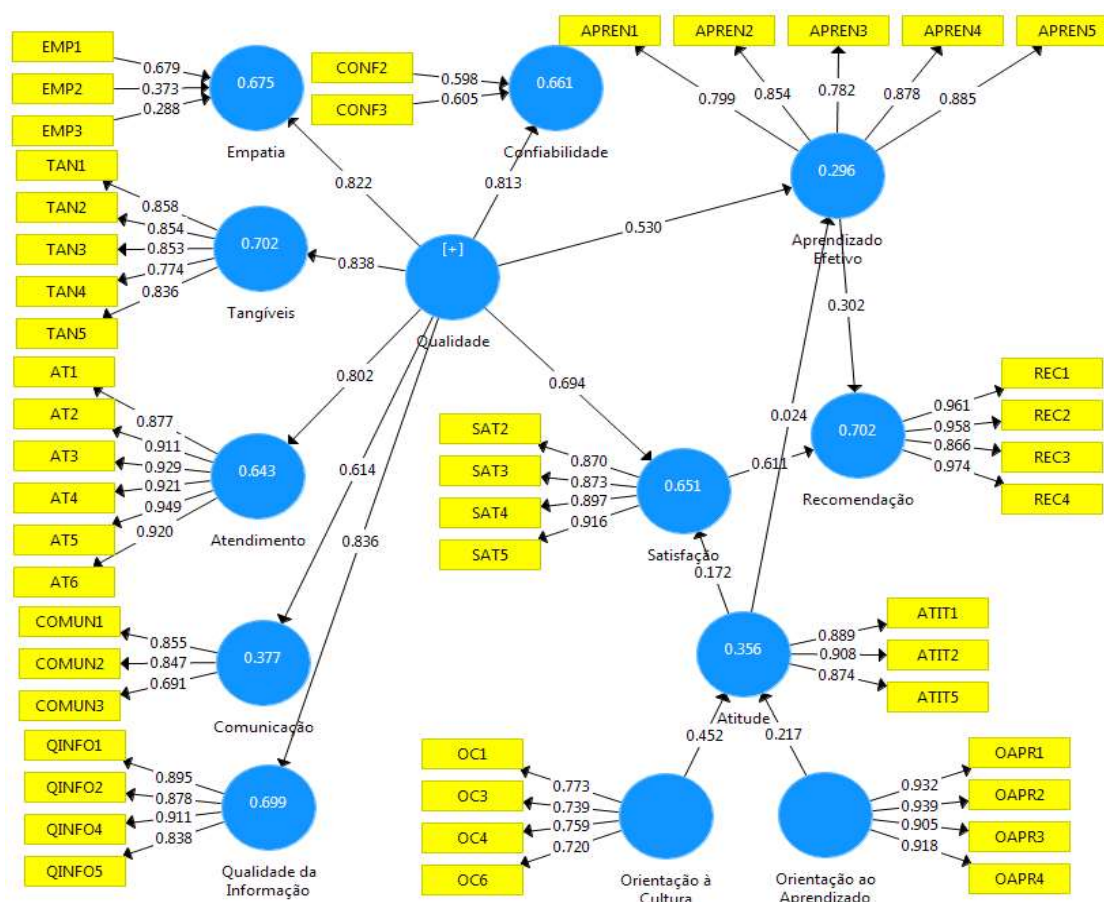 APREN1
APREN2
APREN3
APREN4
APREN5
0.799
0.854
0.782
0.878
0.885
0.296
Aprendizado
Efetivo
EMP1
EMP2
EMP3
0.679
0.373
0.288
0.675
Empatia
CONF2
CONF3
0.598
0.605
0.661
Confiabilidade
0.822
0.813
0.530
TAN1
TAN2
TAN3
TAN4
TAN5
0.858
0.854
0.853
0.774
0.836
0.702
Tangíveis
0.838
[+]
Qualidade
0.302
0.802
0.694
0.024
AT1
AT2
AT3
AT4
AT5
AT6
0.877
0.911
0.929
0.921
0.949
0.920
0.643
Atendimento
0.614
0.836
SAT2
SAT3
SAT4
SAT5
0.870
0.873
0.897
0.916
0.651
Satisfação
0.611
0.702
Recomendação
0.961
0.958
0.866
0.974
REC1
REC2
REC3
REC4
0.172
COMUN1
COMUN2
COMUN3
0.855
0.847
0.691
0.377
Comunicação
0.356
Atitude
0.889
0.908
0.874
ATIT1
ATIT2
ATIT5
0.452
0.217
QINFO1
QINFO2
QINFO4
QINFO5
0.895
0.878
0.911
0.838
0.699
Qualidade da
Informação
OC1
OC3
OC4
OC6
0.773
0.739
0.759
0.720
Orientação à
Cultura
Orientação ao
Aprendizado
0.932
0.939
0.905
0.918
OAPR1
OAPR2
OAPR3
OAPR4